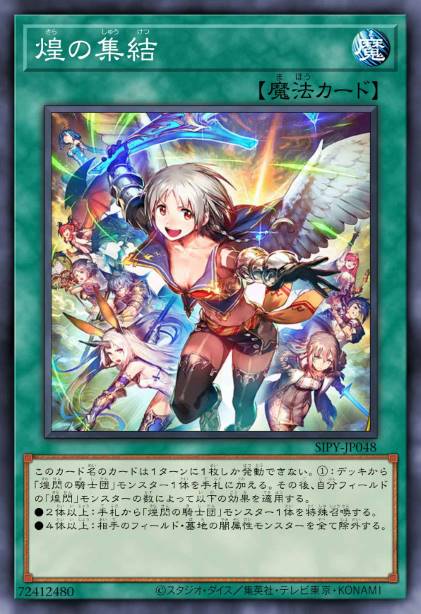 煌の集結
【魔法カード】
魔
SIPY-JP048
このカード名のカードは1ターンに1枚しか発動できない。①:デッキから
「煌閃の騎士団」モンスター1体を手札に加える。その後、自分フィールド
の「煌閃」モンスターの数によって以下の効果を適用する。
●2体以上:手札から「煌閃の騎士団」モンスター1体を特殊召喚する。
●4体以上:相手のフィールド・墓地の闇属性モンスターを全て除外する。
72412480
©スタジオ・ダイス/集英社・テレビ東京・KONAMI